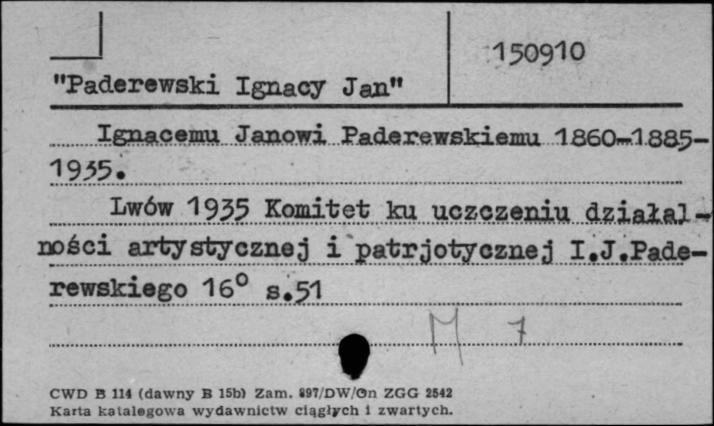 150910
"Paderewski Ignacy Jan"
Ignacemu Janowi Paderewskiemu 1860-1885-
1935.
Lwów 1935 Komitet ku uczczeniu działal-
ności artystycznej i patrjotycznej I.J.Pade-
rewskiego 16° s.51
M 7
CWD B 114 (dawny B 15b) Zam. 897/DW/On ZGG 2542
Karta katalogowa wydawnictw ciągłych i zwartych.